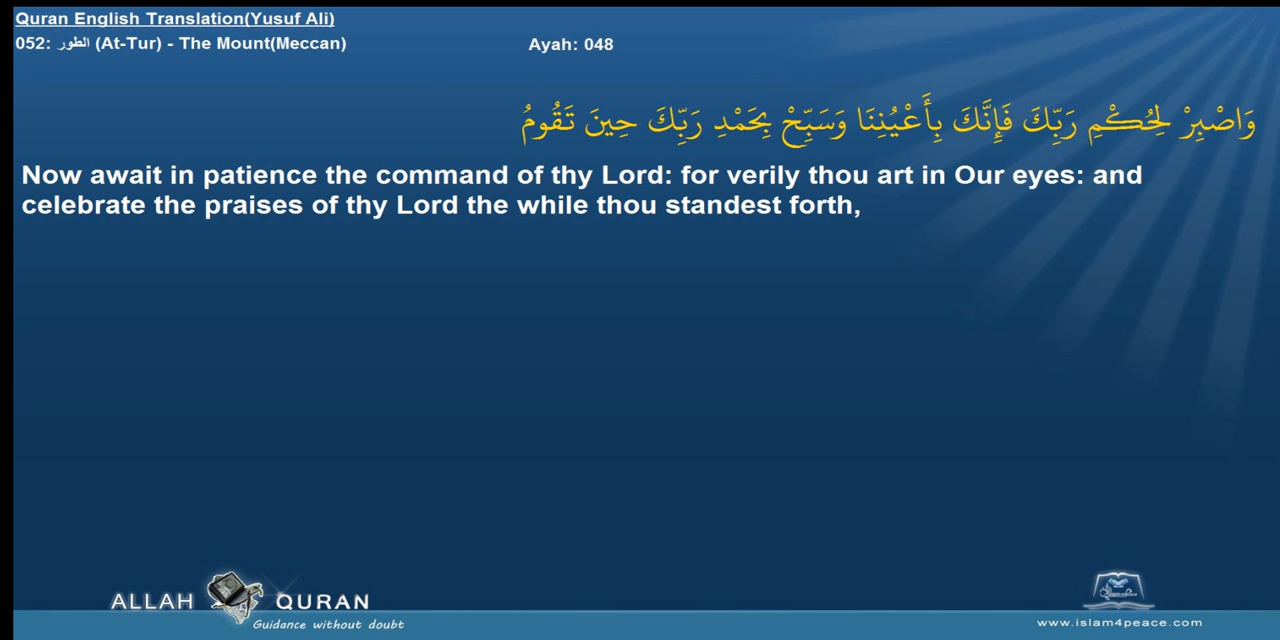 Quran English Translation(Yusuf Ali)
052: الطور (At-Tur) - The Mount(Meccan)
Ayah: 048
وَاصْبِرْ لِحُكْمِ رَبِّكَ فَإِنَّكَ بِأَعْيُنِنَا وَسَبِّحْ بِحَمْدِ رَبِّكَ حِينَ تَقُومُ
Now await in patience the command of thy Lord: for verily thou art in Our eyes: and
celebrate the praises of thy Lord the while thou standest forth,
ALLAH QURAN
Guidance without doubt
www.islam4peace.com